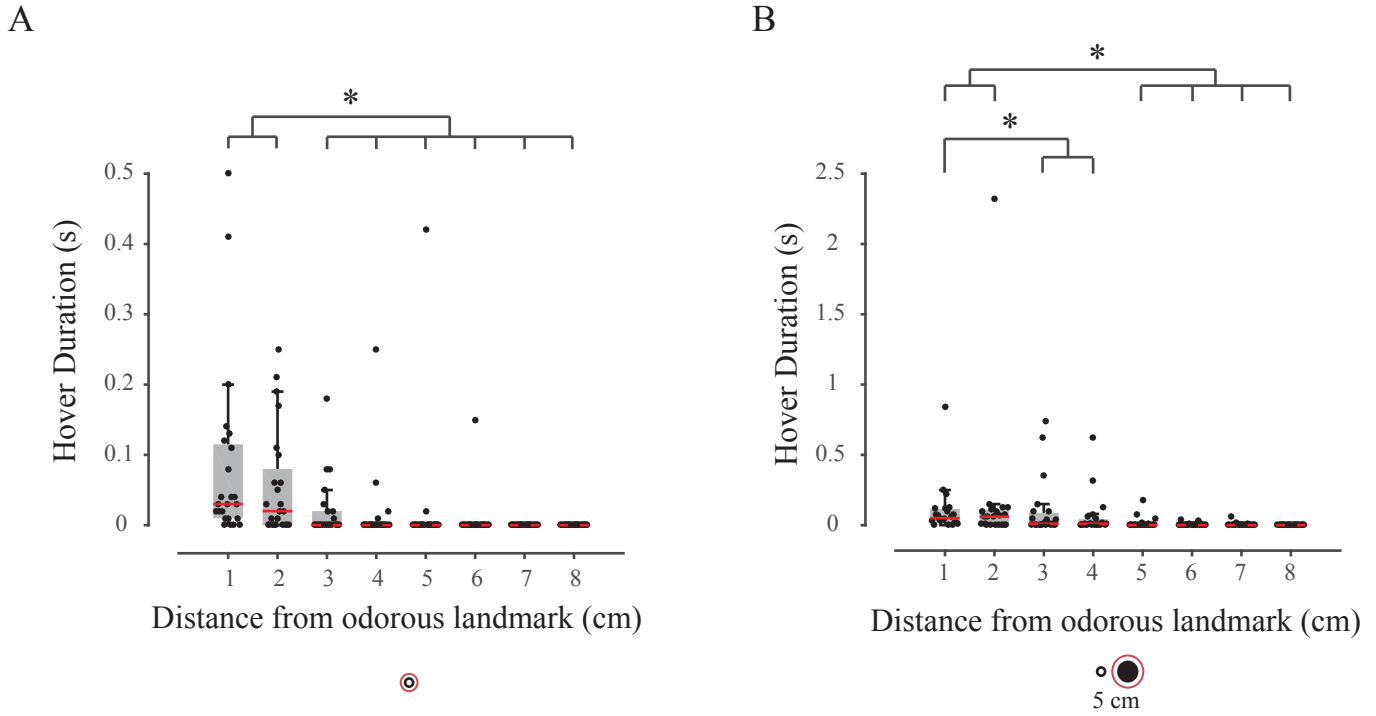 A
*
0.5
0.4
0.3
0.2
0.1
0
Hover Duration (s)
1 2 3 4 5 6 7 8
Distance from odorous landmark (cm)
B
*
*
2.5
2
1.5
1
0.5
0
Hover Duration (s)
1 2 3 4 5 6 7 8
Distance from odorous landmark (cm)
5 cm